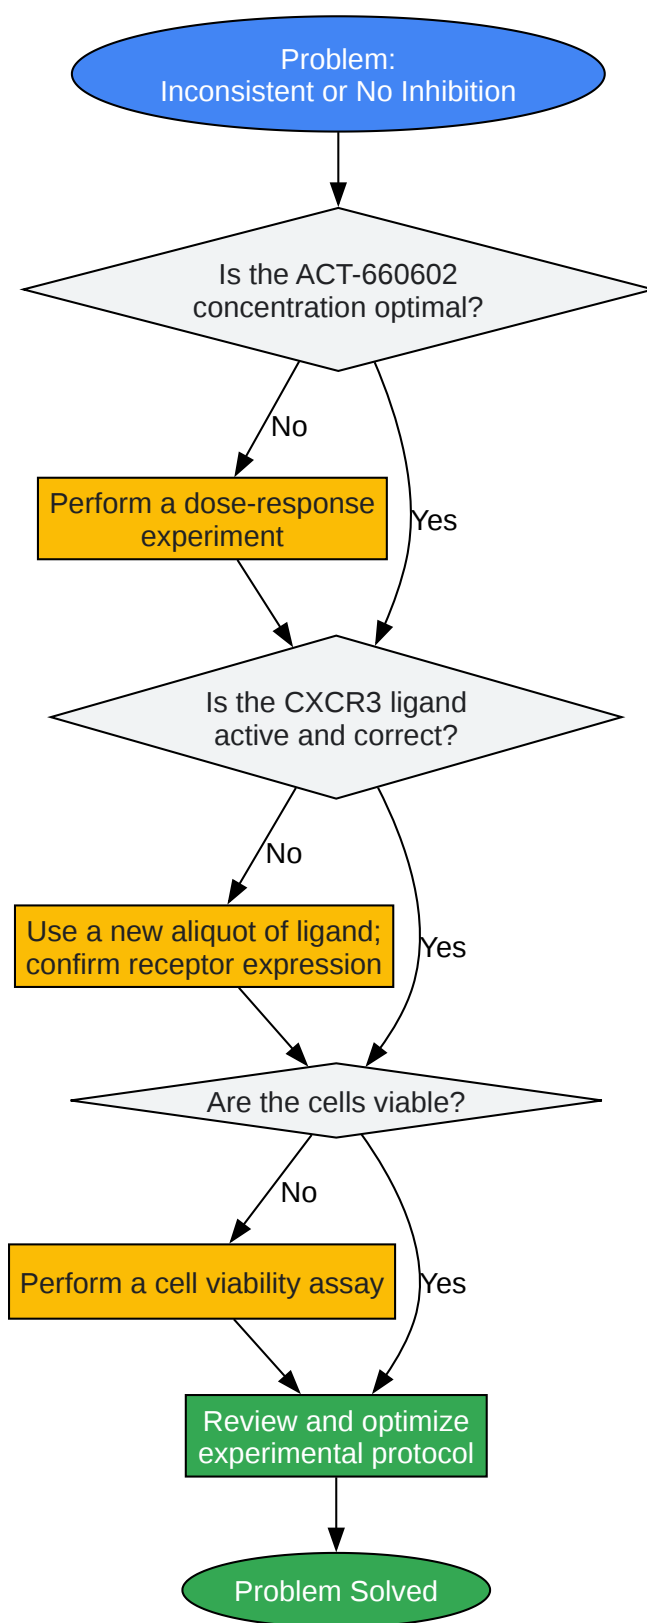 Problem:
Inconsistent or No Inhibition
Is the ACT-660602
concentration optimal?
No
Perform a dose-response
experiment
Yes
Is the CXCR3 ligand
active and correct?
No
Use a new aliquot of ligand;
confirm receptor expression
Yes
Are the cells viable?
No
Perform a cell viability assay
Yes
Review and optimize
experimental protocol
Problem Solved